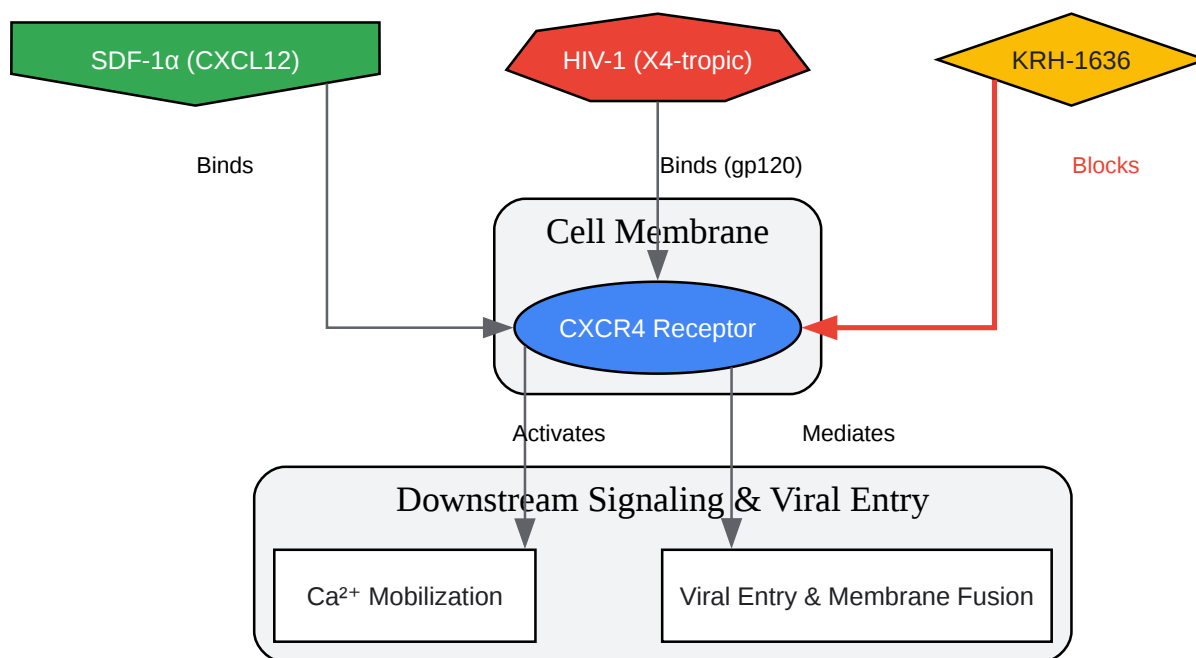 SDF-1α (CXCL12)
HIV-1 (X4-tropic)
KRH-1636
Binds
Binds (gp120)
Blocks
Cell Membrane
CXCR4 Receptor
Activates
Mediates
Downstream Signaling & Viral Entry
Ca²⁺ Mobilization
Viral Entry & Membrane Fusion